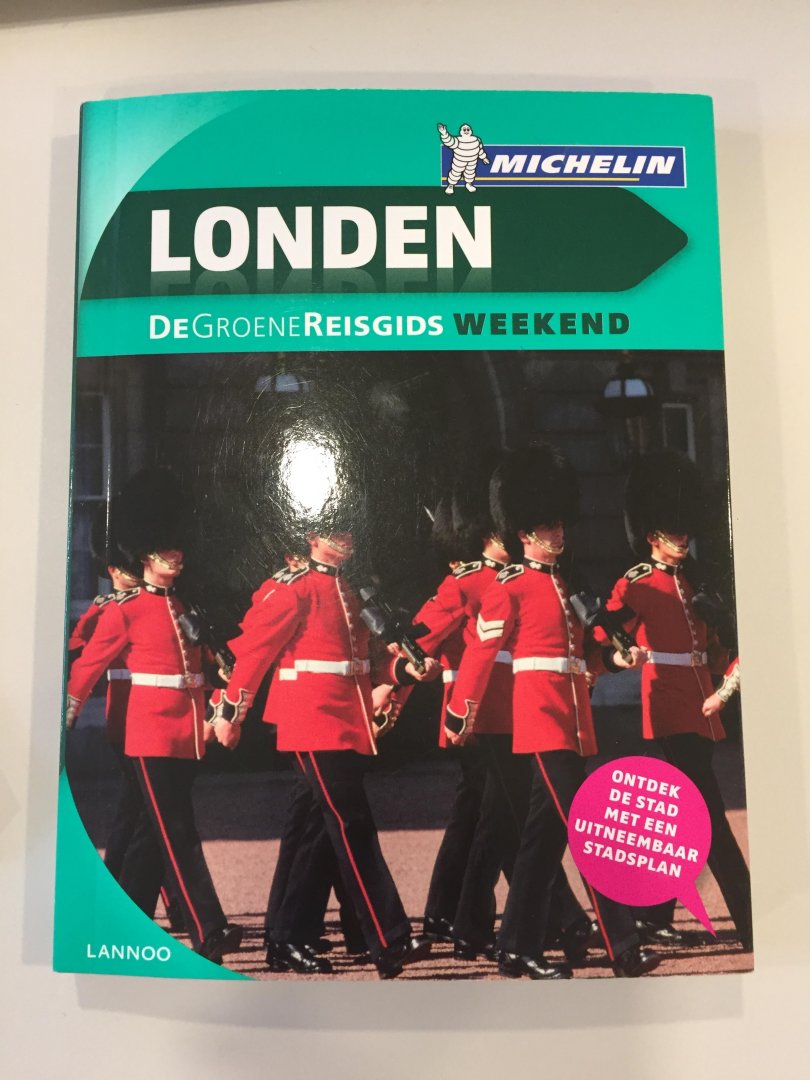 MICHELIN
LONDEN
DEGROENEREISGIDS WEEKEND
ONTDEK
DE STAD
MET EEN
UITNEEMBAAR
STADSPLAN
LANNOO